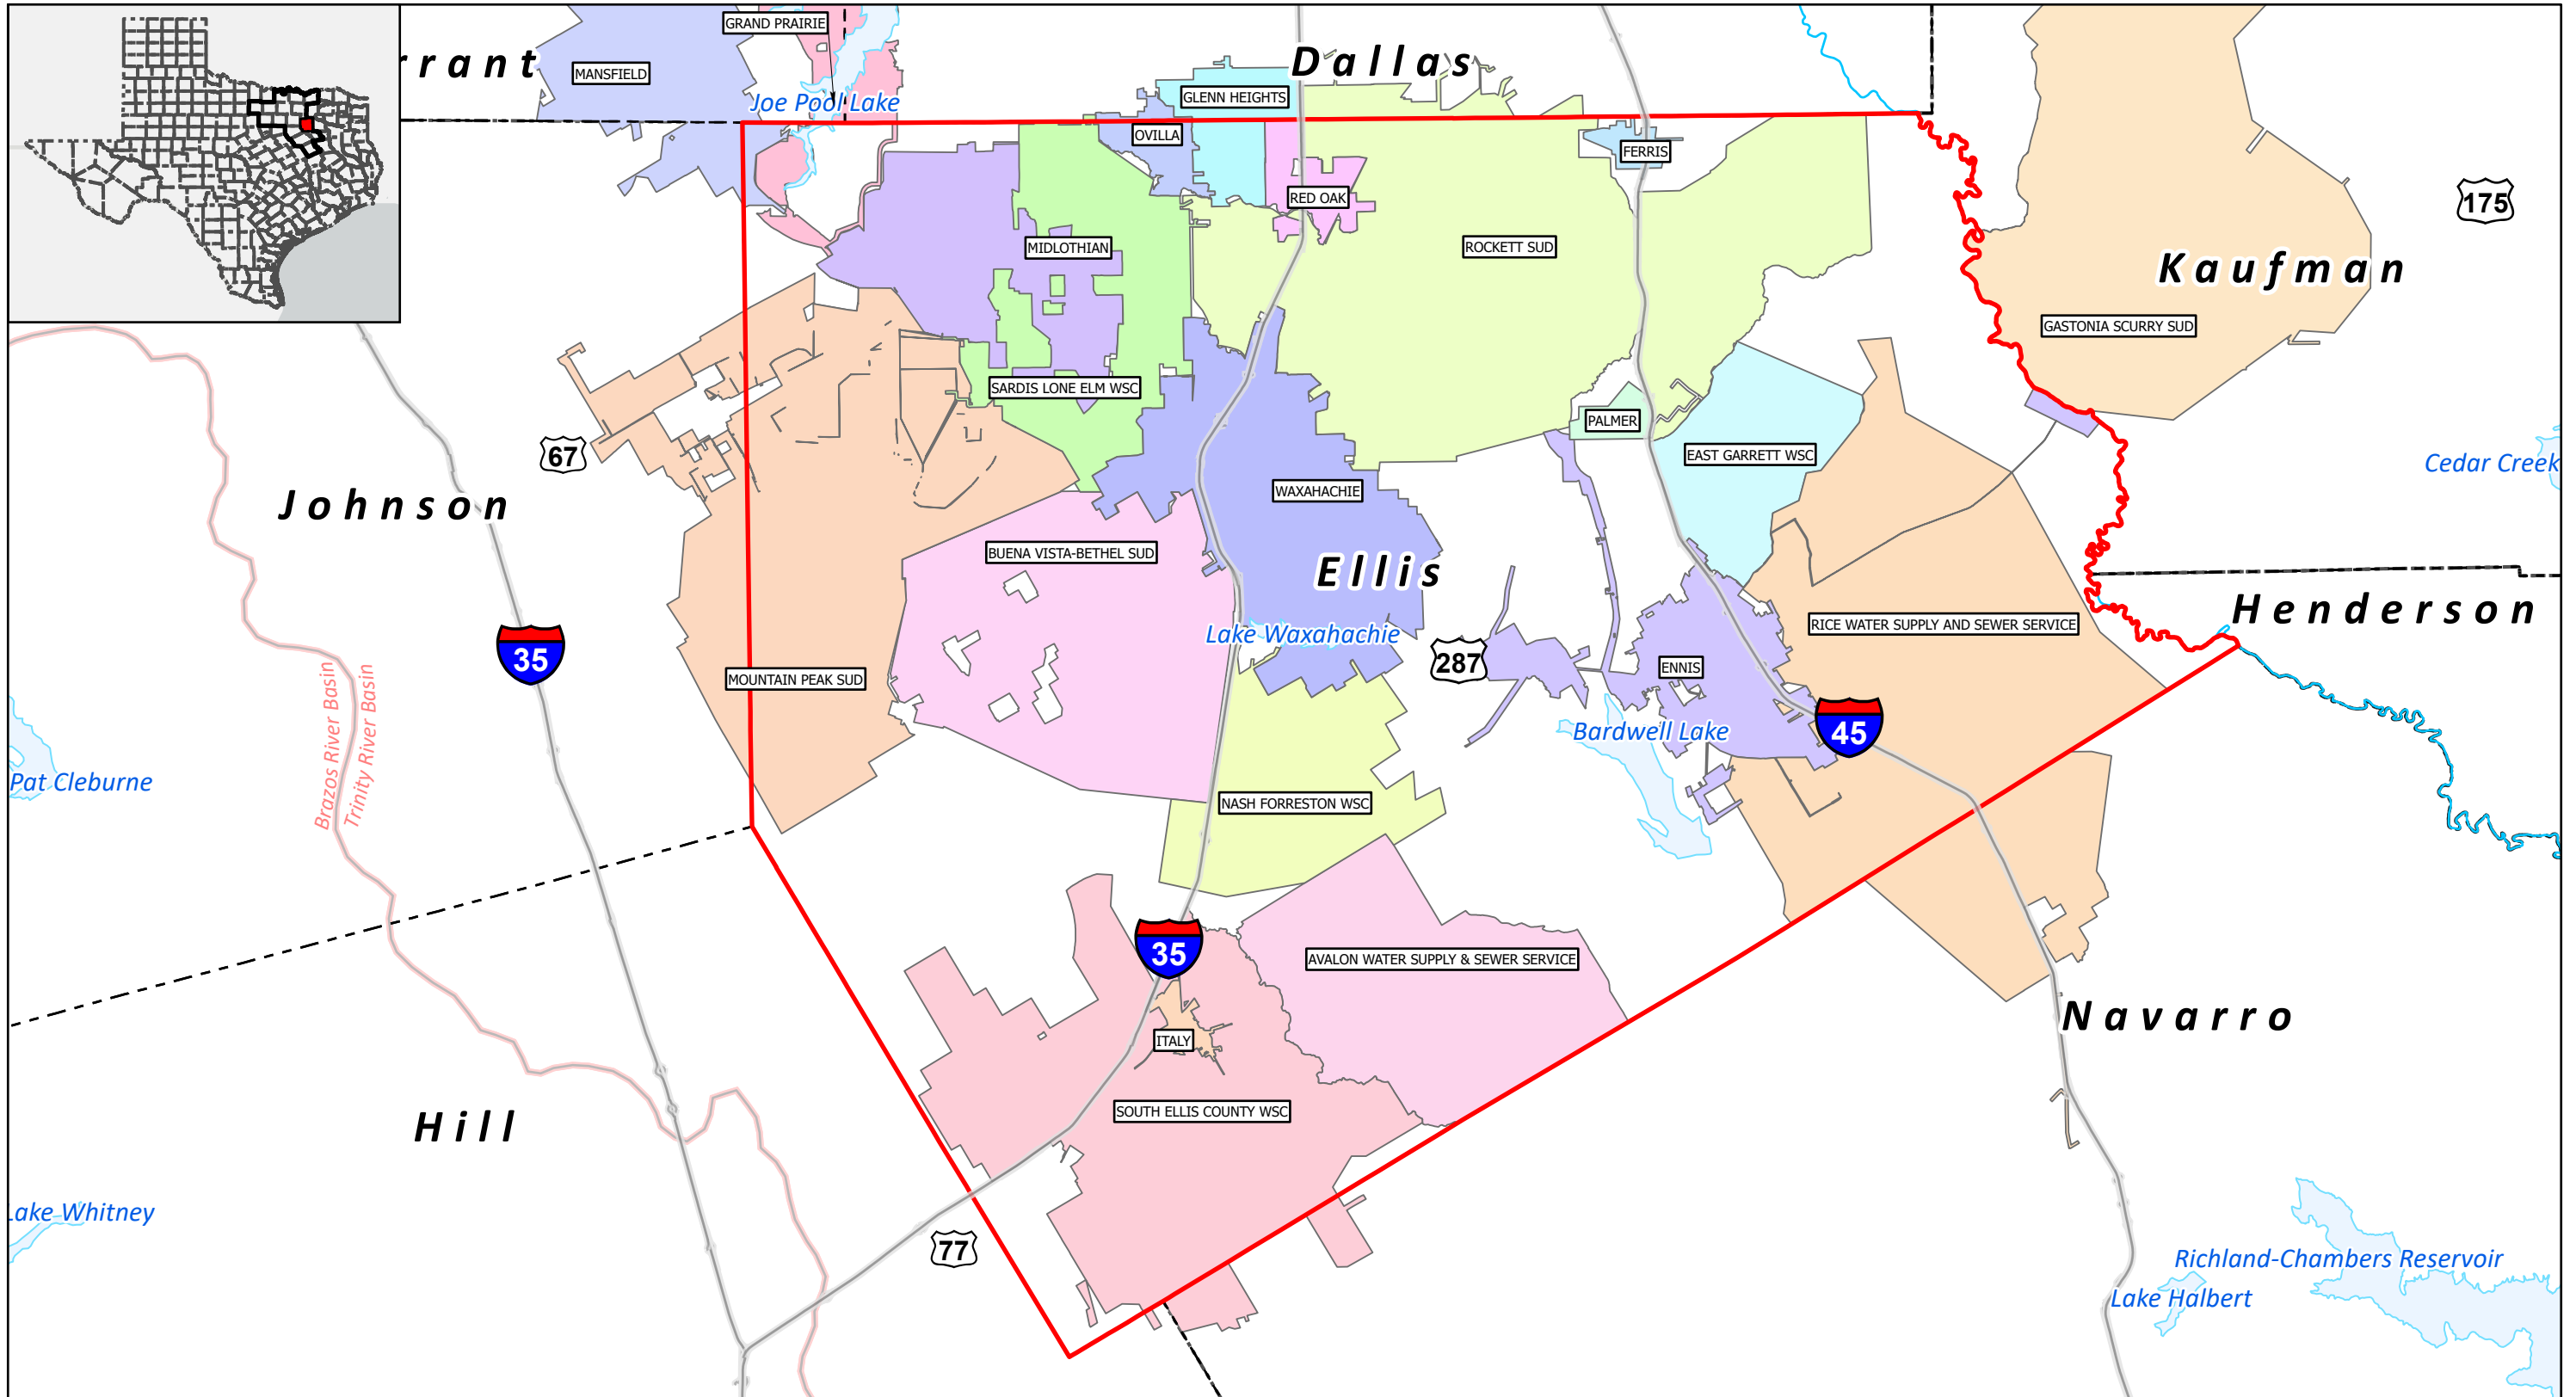 GRAND PRAIRIE
rrant
Dallas
MANSFIELD
Joe Pool Lake
GLENN HEIGHTS
OVILLA
FERRIS
RED OAK
175
MIDLOTHIAN
ROCKETT SUD
Kaufman
GASTONIA SCURRY SUD
SARDIS LONE ELM WSC
PALMER
67
EAST GARRETT WSC
Cedar Creek
WAXAHACHIE
Johnson
BUENA VISTA-BETHEL SUD
Ellis
Henderson
RICE WATER SUPPLY AND SEWER SERVICE
Lake Waxahachie
35
287
ENNIS
MOUNTAIN PEAK SUD
Brazos River Basin
Trinity River Basin
Bardwell Lake
45
Pat Cleburne
NASH FORRESTON WSC
35
AVALON WATER SUPPLY & SEWER SERVICE
Navarro
ITALY
SOUTH ELLIS COUNTY WSC
Hill
Lake Whitney
77
Richland-Chambers Reservoir
Lake Halbert